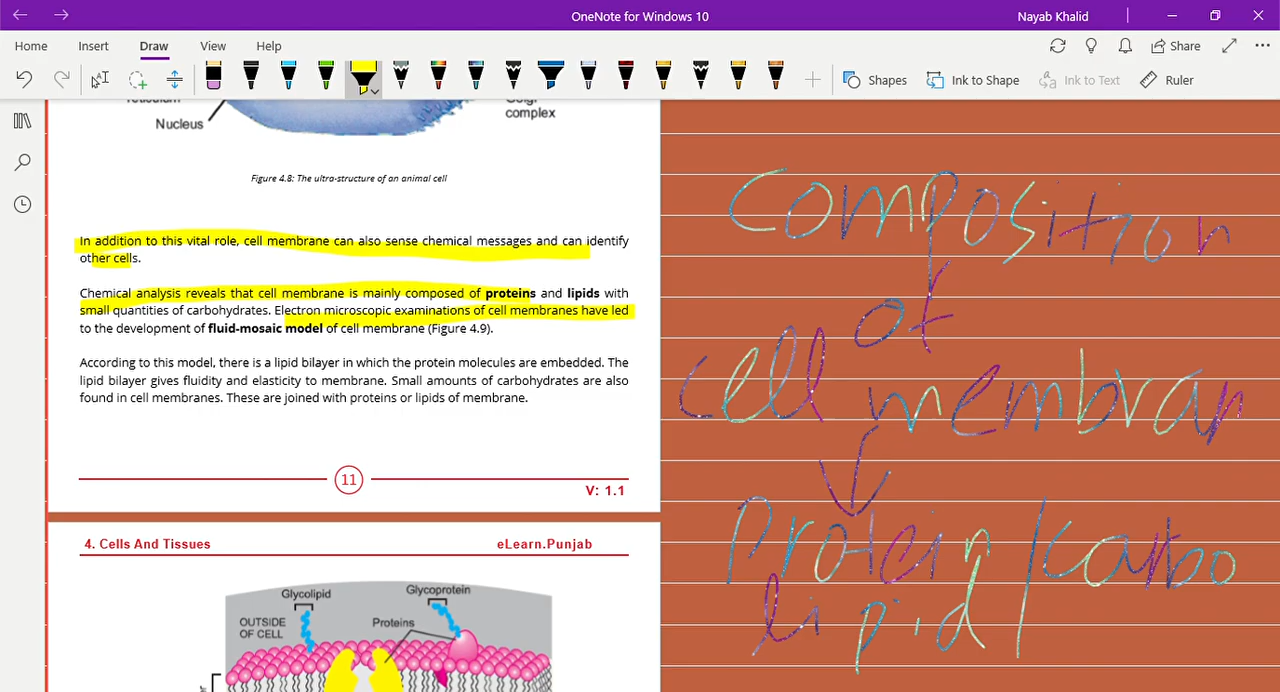 OneNote for Windows 10
Nayab Khalid
Home Insert Draw View Help
Share
Shapes
Ink to Shape
Ink to Text
Ruler
Nucleus
complex
Figure 4.8: The ultra-structure of an animal cell
In addition to this vital role, cell membrane can also sense chemical messages and can identify
other cells.
Chemical analysis reveals that cell membrane is mainly composed of proteins and lipids with
small quantities of carbohydrates. Electron microscopic examinations of cell membranes have led
to the development of fluid-mosaic model of cell membrane (Figure 4.9).
According to this model, there is a lipid bilayer in which the protein molecules are embedded. The
lipid bilayer gives fluidity and elasticity to membrane. Small amounts of carbohydrates are also
found in cell membranes. These are joined with proteins or lipids of membrane.
11
V: 1.1
4. Cells And Tissues
eLearn.Punjab
Glycolipid
Glycoprotein
OUTSIDE
OF CELL
Proteins
Composition
of
Cell membran
Protein/carbo
lipid/